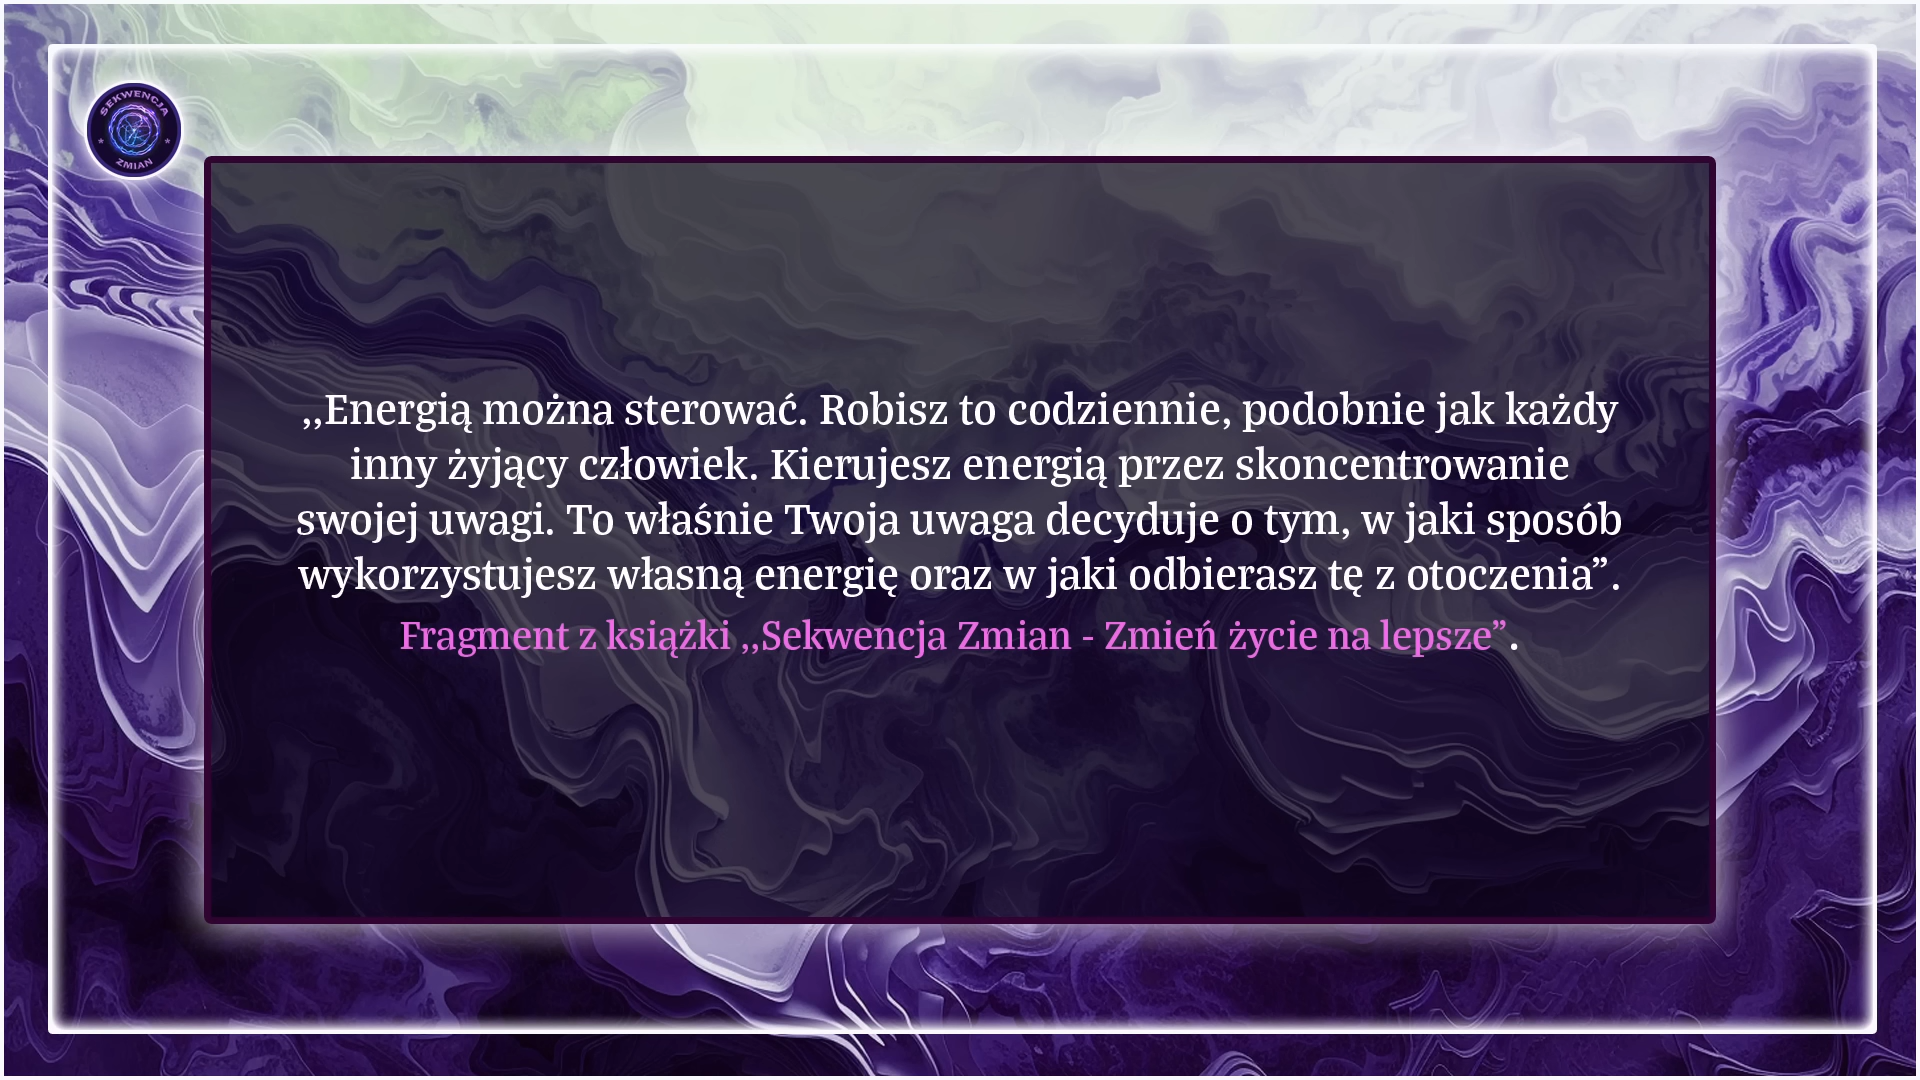 SEKWENCJA
ZMIAN
,,Energią można sterować. Robisz to codziennie, podobnie jak każdy
inny żyjący człowiek. Kierujesz energią przez skoncentrowanie
swojej uwagi. To właśnie Twoja uwaga decyduje o tym, w jaki sposób
wykorzystujesz własną energię oraz w jaki odbierasz tę z otoczenia”.
Fragment z książki ,,Sekwencja Zmian - Zmień życie na lepsze”.